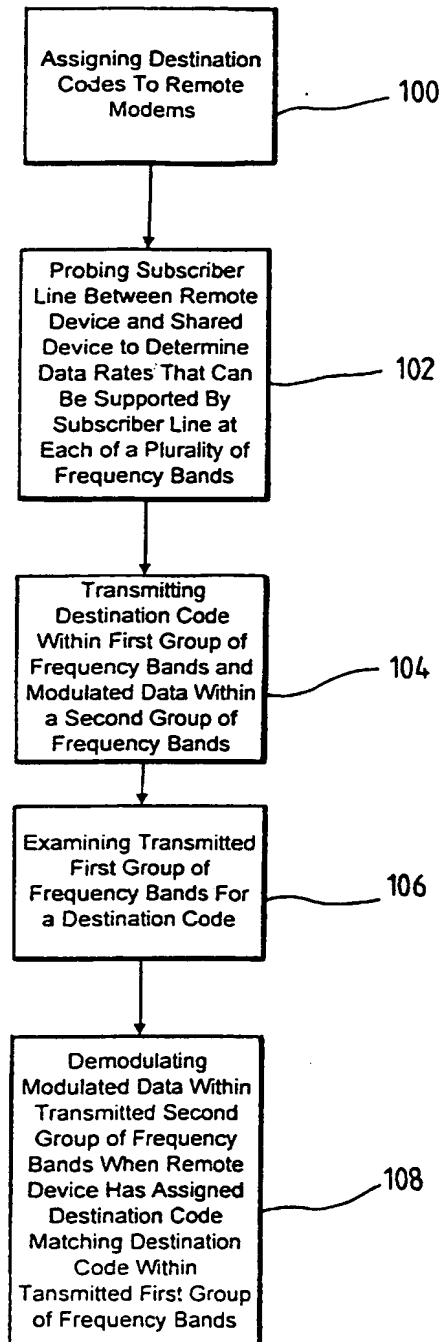 Assigning Destination
Codes To Remote
Modems
100
Probing Subscriber
Line Between Remote
Device and Shared
Device to Determine
Data Rates That Can
Be Supported By
Subscriber Line at
Each of a Plurality of
Frequency Bands
102
Transmitting
Destination Code
Within First Group of
Frequency Bands and
Modulated Data Within
a Second Group of
Frequency Bands
104
Examining Transmitted
First Group of
Frequency Bands For
a Destination Code
106
Demodulating
Modulated Data Within
Transmitted Second
Group of Frequency
Bands When Remote
Device Has Assigned
Destination Code
Matching Destination
Code Within
Tansmitted First Group
of Frequency Bands
108